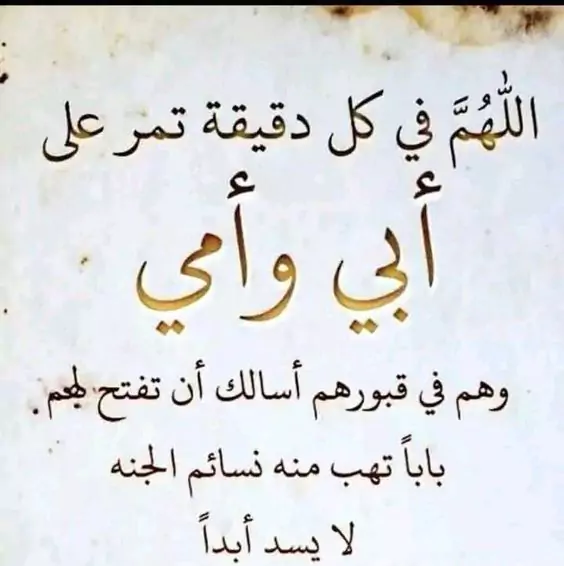 اللّٰهُمَّ في كل دقيقة تمر على
أبي وأمي
وهم في قبورهم أسالك أن تفتح لهم
باباً تهب منه نسائم الجنه
لا يسد أبداً